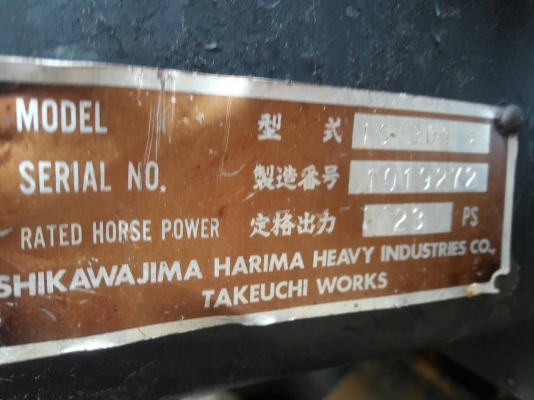 MODEL 型式
SERIAL NO. 製造番号 1019272
RATED HORSE POWER 定格出力 23 PS
SHIKAWAJIMA HARIMA HEAVY INDUSTRIES CO.,
TAKEUCHI WORKS